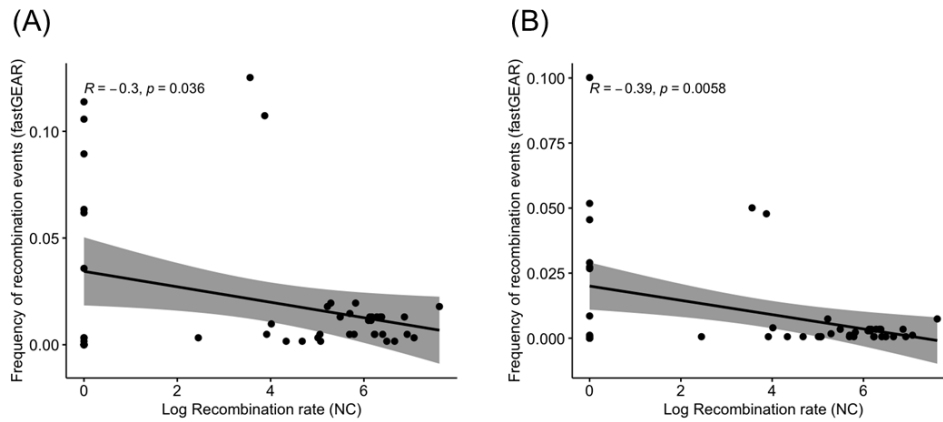 (A)
Frequency of recombination events (fastGEAR)
R = −0.3, p = 0.036
0.10
0.05
0.00
0
2
4
6
Log Recombination rate (NC)
(B)
Frequency of recombination events (fastGEAR)
R = −0.39, p = 0.0058
0.100
0.075
0.050
0.025
0.000
0
2
4
6
Log Recombination rate (NC)